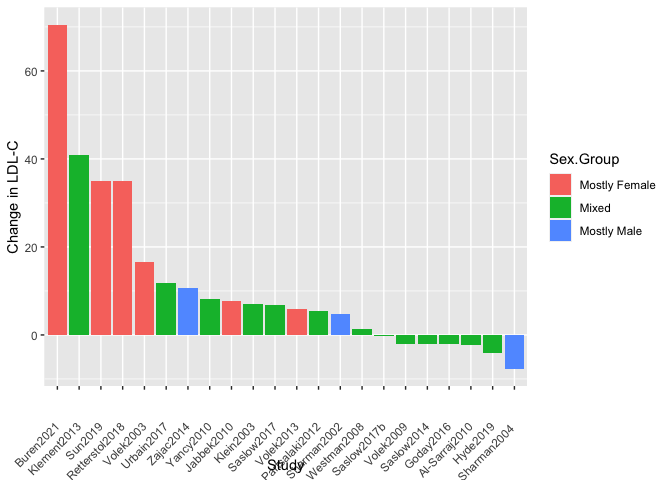 Change in LDL-C
60
40
20
0
Buren2021
Klement2013
Sun2019
Retterstol2018
Volek2003
Urbain2017
Zajac2014
Yancy2010
Jabbek2010
Klein2003
Saslow2017
Volek2013
Sharman2002
Westman2008
Saslow2017b
Volek2009
Saslow2014
Goday2016
Al-Sarraj2010
Hyde2019
Sharman2004
Study
Sex.Group
Mostly Female
Mixed
Mostly Male